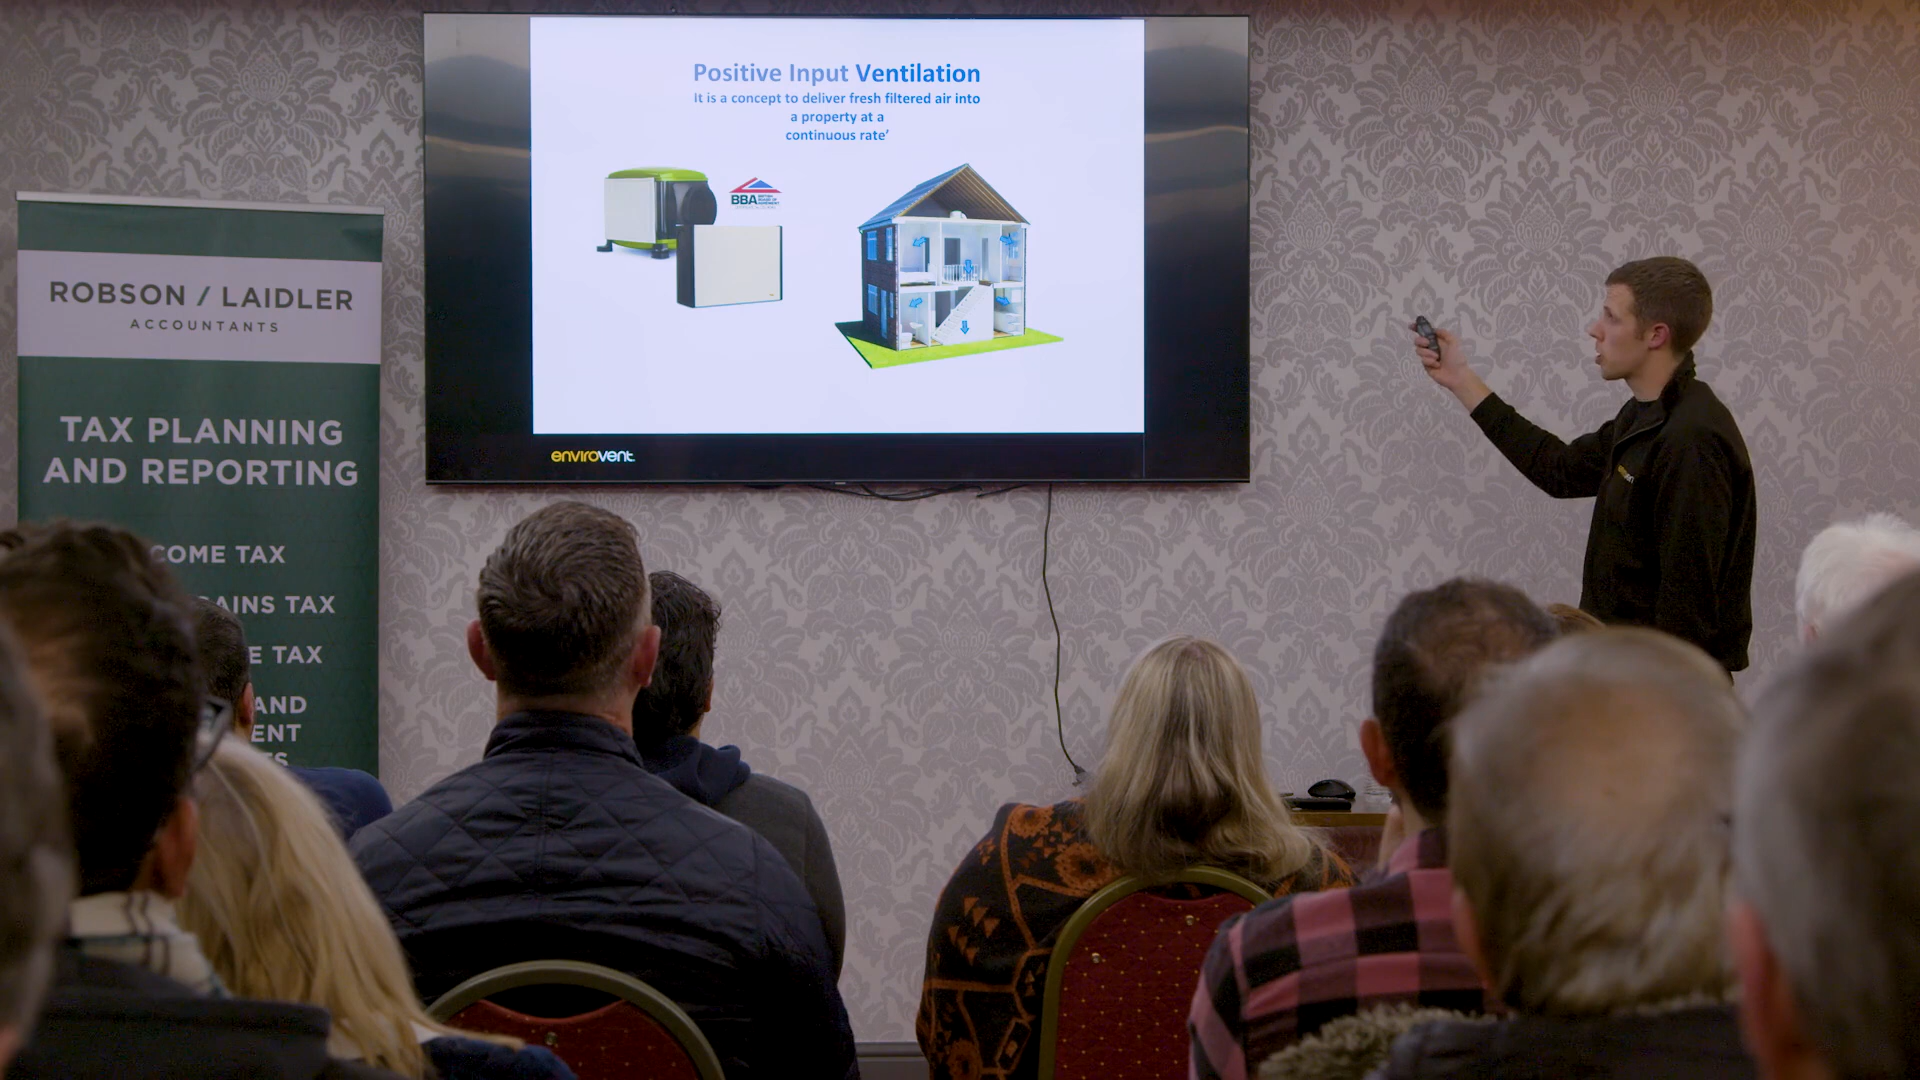 Positive Input Ventilation
It is a concept to deliver fresh filtered air into
a property at a
continuous rate’
BBA
envirovent
ROBSON / LAIDLER
ACCOUNTANTS
TAX PLANNING
AND REPORTING
COME TAX
AINS TAX
E TAX
AND
ENT